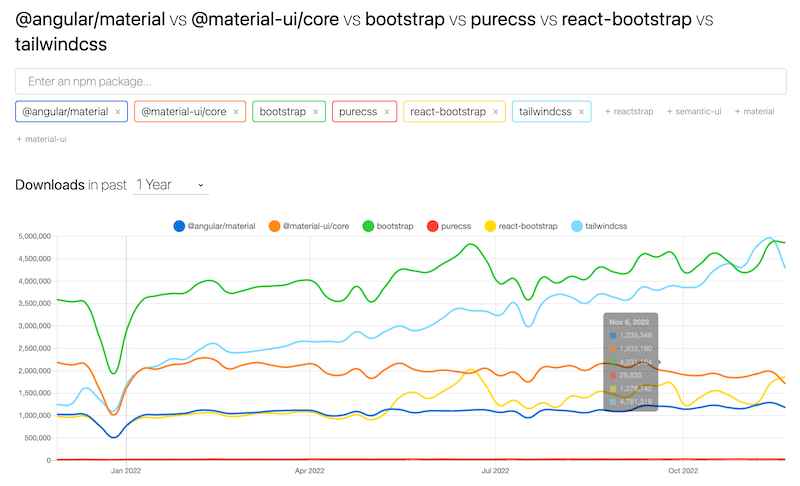 @angular/material vs @material-ui/core vs bootstrap vs purecss vs react-bootstrap vs
tailwindcss
Enter an npm package...
@angular/material × @material-ui/core × bootstrap × purecss × react-bootstrap × tailwindcss × + reactstrap + semantic-ui + material
+ material-ui
Downloads in past 1 Year
@angular/material @material-ui/core bootstrap purecss react-bootstrap tailwindcss
5,000,000
4,500,000
4,000,000
3,500,000
3,000,000
2,500,000
2,000,000
1,500,000
1,000,000
500,000
0
Nov 6, 2022
1,235,346
1,933,190
4,331,104
28,635
1,276,742
4,781,319
Jan 2022 Apr 2022 Jul 2022 Oct 2022